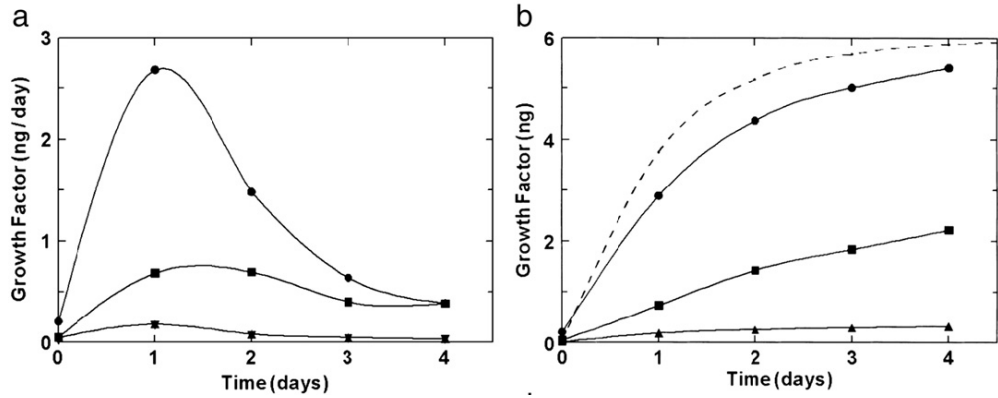 a
3
2
1
0
Growth Factor (ng / day)
0 1 2 3 4
Time (days)
b
6
4
2
0
Growth Factor (ng)
0 1 2 3 4
Time (days)